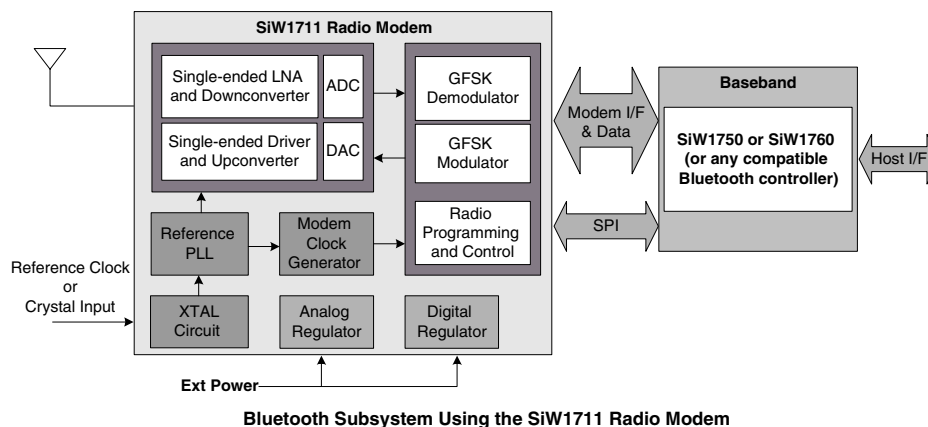 SiW1711 Radio Modem
Single-ended LNA
and Downconverter
ADC
GFSK
Demodulator
Single-ended Driver
and Upconverter
DAC
GFSK
Modulator
Reference
PLL
Modem
Clock
Generator
Radio
Programming
and Control
XTAL
Circuit
Analog
Regulator
Digital
Regulator
Reference Clock
or
Crystal Input
Ext Power
Modem I/F
& Data
SPI
Baseband
SiW1750 or SiW1760
(or any compatible
Bluetooth controller)
Host I/F
Bluetooth Subsystem Using the SiW1711 Radio Modem